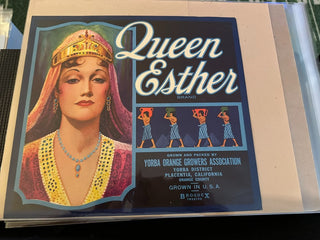 Queen
Esther
BRAND
GROWN AND PACKED BY
YORBA ORANGE GROWERS ASSOCIATION
YORBA DISTRICT
PLACENTIA, CALIFORNIA
ORANGE COUNTY
GROWN IN U.S.A.